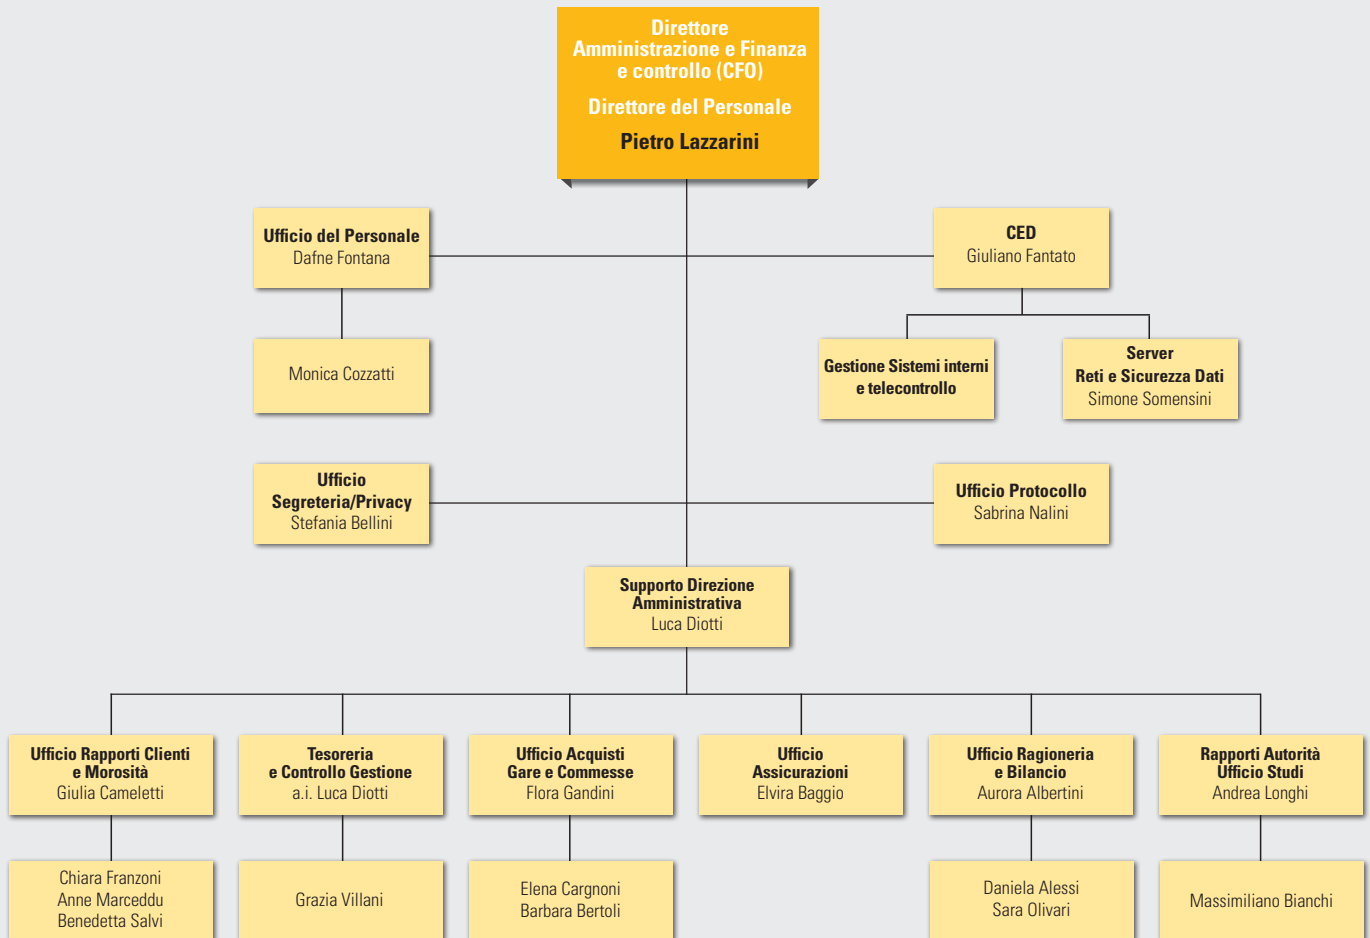 Direttore
Amministrazione e Finanza
e controllo (CFO)
Direttore del Personale
Pietro Lazzarini
Ufficio del Personale
Dafne Fontana
CED
Giuliano Fantato
Monica Cozzatti
Gestione Sistemi interni
e telecontrollo
Server
Reti e Sicurezza Dati
Simone Somensini
Ufficio
Segreteria/Privacy
Stefania Bellini
Ufficio Protocollo
Sabrina Nalini
Supporto Direzione
Amministrativa
Luca Diotti
Ufficio Rapporti Clienti
e Morosità
Giulia Cameletti
Tesoreria
e Controllo Gestione
a.i. Luca Diotti
Ufficio Acquisti
Gare e Commesse
Flora Gandini
Ufficio
Assicurazioni
Elvira Baggio
Ufficio Ragioneria
e Bilancio
Aurora Albertini
Rapporti Autorità
Ufficio Studi
Andrea Longhi
Chiara Franzoni
Anne Marceddu
Benedetta Salvi
Grazia Villani
Elena Cargnoni
Barbara Bertoli
Daniela Alessi
Sara Olivari
Massimiliano Bianchi